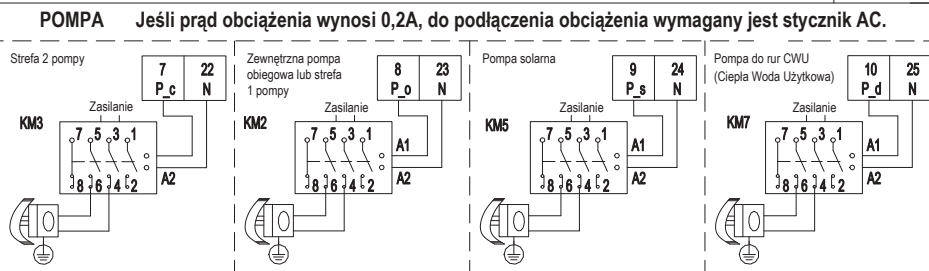 POMPA Jeśli prąd obciążenia wynosi 0,2A, do podłączenia obciążenia wymagany jest stycznik AC.
Strefa 2 pompy
7 22
P_c N
Zasilanie
KM3
7 5 3 1
8 6 4 2
A2
Zewnętrzna pompa
obiegowa lub strefa
1 pompy
8 23
P_o N
Zasilanie
KM2
7 5 3 1
A1
8 6 4 2
A2
Pompa solarna
9 24
P_s N
Zasilanie
KM5
7 5 3 1
A1
8 6 4 2
A2
Pompa do rur CWU
(Ciepła Woda Użytkowa)
10 25
P_d N
Zasilanie
KM7
7 5 3 1
A1
8 6 4 2
A2